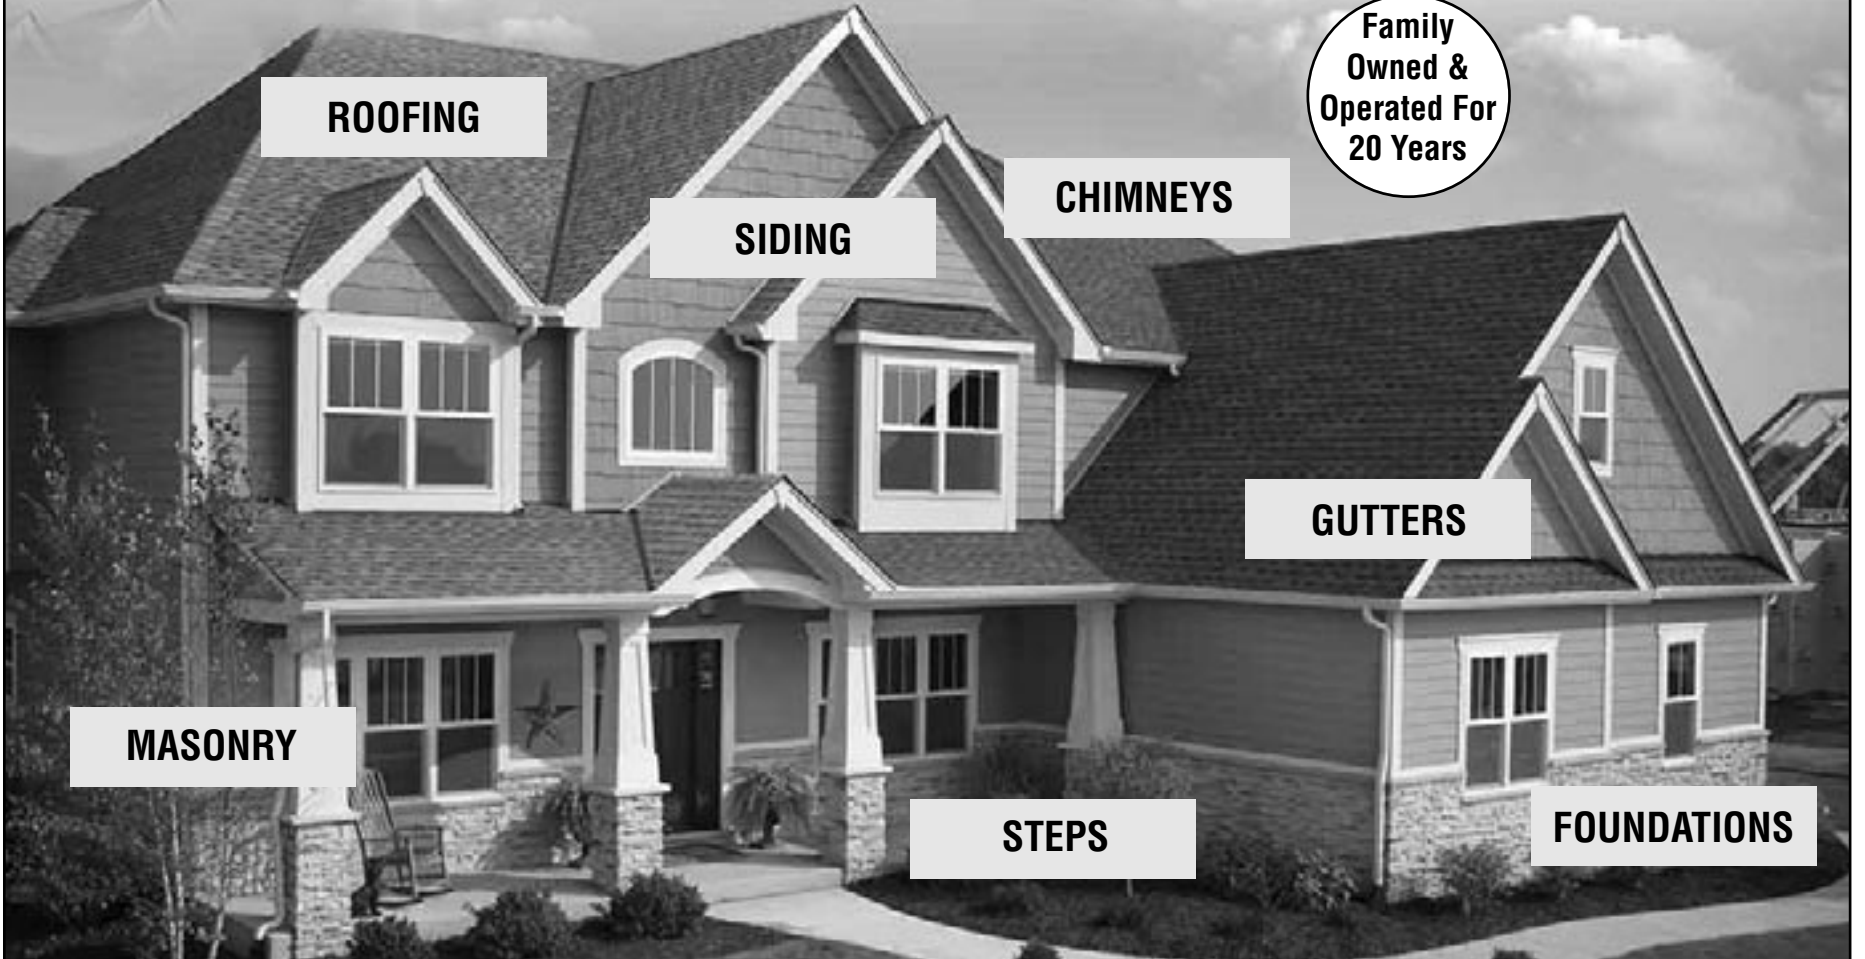 Family
Owned &
Operated For
20 Years
ROOFING
CHIMNEYS
SIDING
GUTTERS
MASONRY
STEPS
FOUNDATIONS